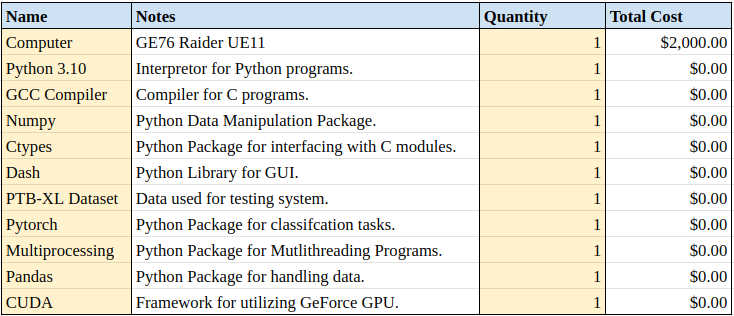 Name Notes Quantity Total Cost
Computer GE76 Raider UE11 1 $2,000.00
Python 3.10 Interpretor for Python programs. 1 $0.00
GCC Compiler Compiler for C programs. 1 $0.00
Numpy Python Data Manipulation Package. 1 $0.00
Ctypes Python Package for interfacing with C modules. 1 $0.00
Dash Python Library for GUI. 1 $0.00
PTB-XL Dataset Data used for testing system. 1 $0.00
Pytorch Python Package for classifcation tasks. 1 $0.00
Multiprocessing Python Package for Mutlithreading Programs. 1 $0.00
Pandas Python Package for handling data. 1 $0.00
CUDA Framework for utilizing GeForce GPU. 1 $0.00